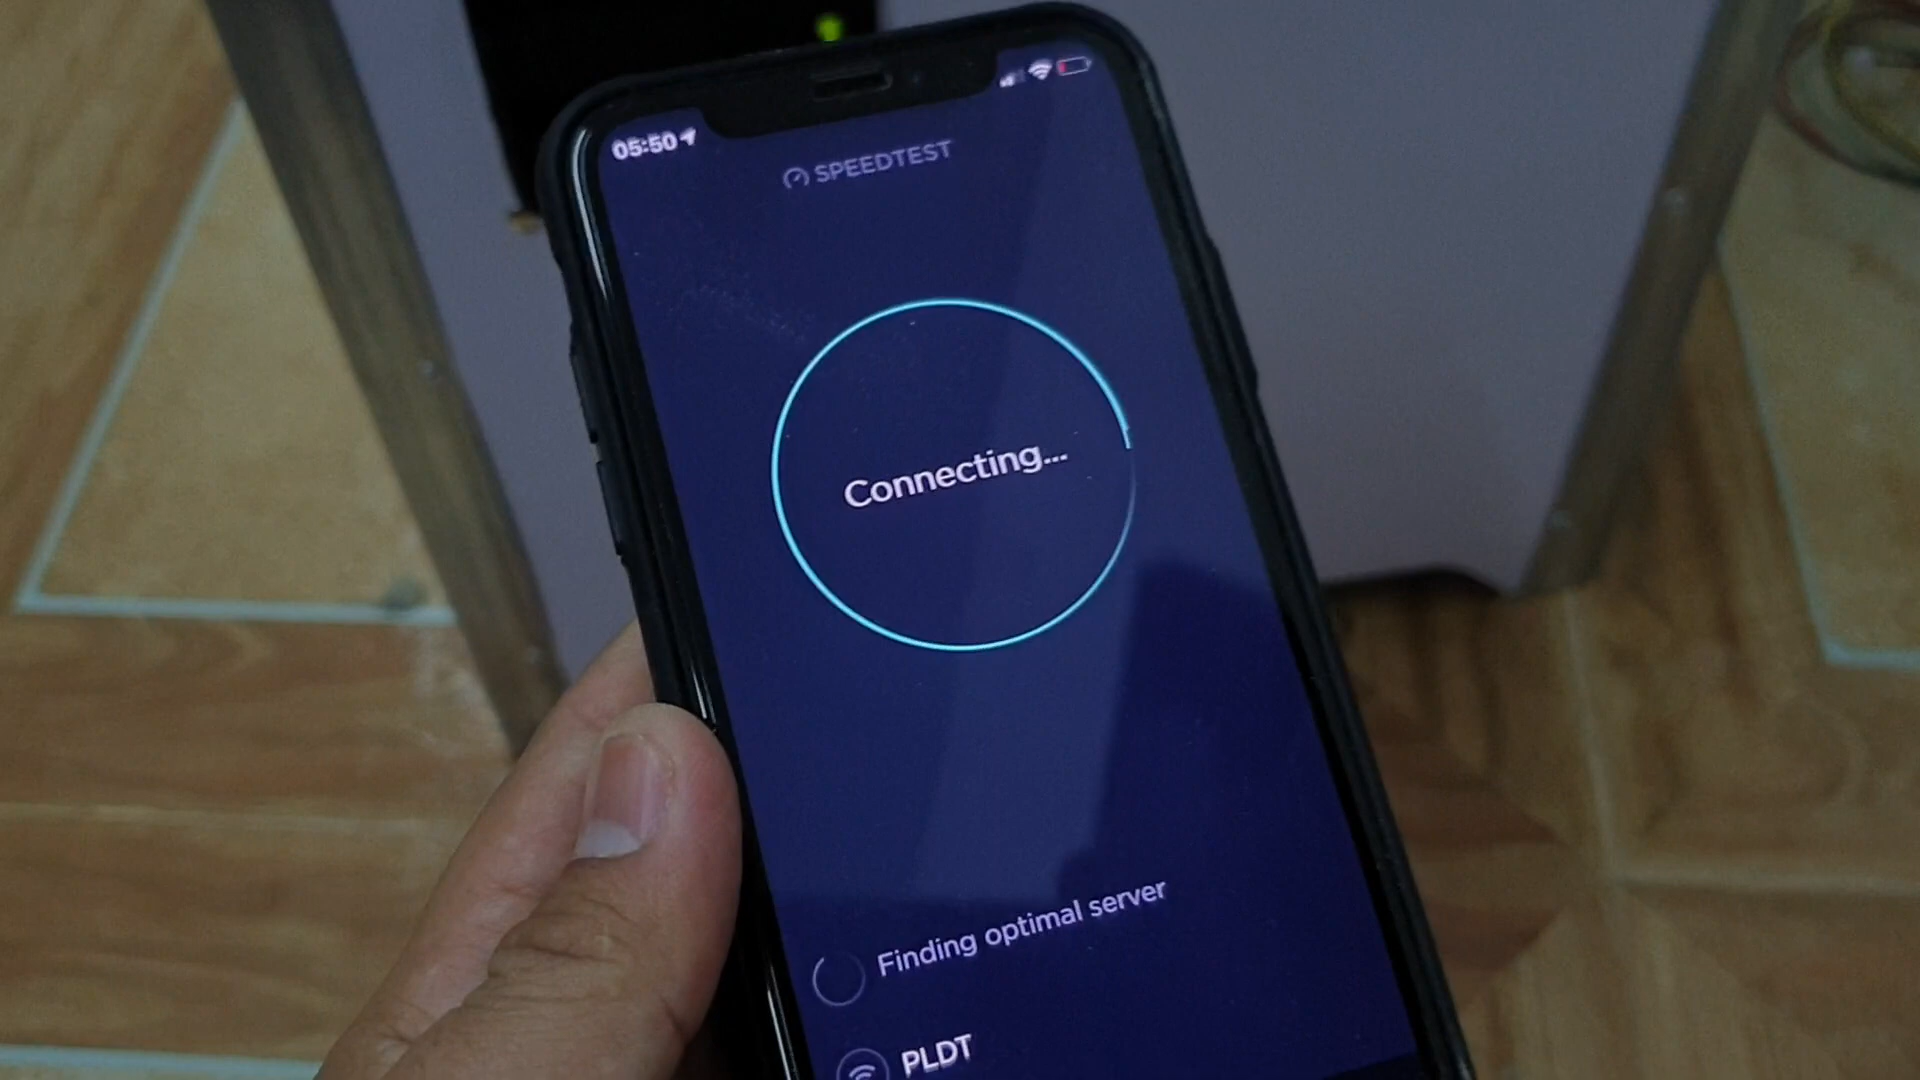 05:50
SPEEDTEST
Connecting...
Finding optimal server
PLDT